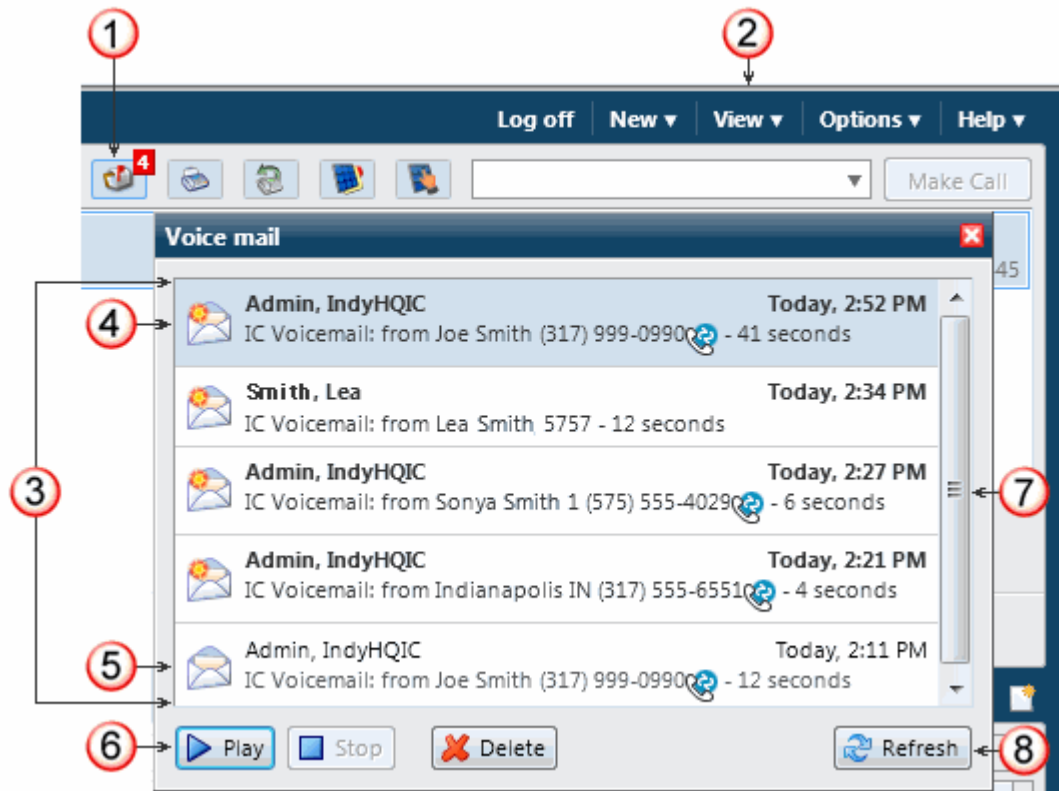 1
2
Log off New ▾ View ▾ Options ▾ Help ▾
4
Make Call
Voice mail
45
3
4
Admin, IndyHQIC Today, 2:52 PM
IC Voicemail: from Joe Smith (317) 999-0990 - 41 seconds
Smith, Lea Today, 2:34 PM
IC Voicemail: from Lea Smith 5757 - 12 seconds
Admin, IndyHQIC Today, 2:27 PM
IC Voicemail: from Sonya Smith 1 (575) 555-4029 - 6 seconds
7
Admin, IndyHQIC Today, 2:21 PM
IC Voicemail: from Indianapolis IN (317) 555-6551 - 4 seconds
5
Admin, IndyHQIC Today, 2:11 PM
IC Voicemail: from Joe Smith (317) 999-0990 - 12 seconds
6
Play Stop Delete Refresh
8